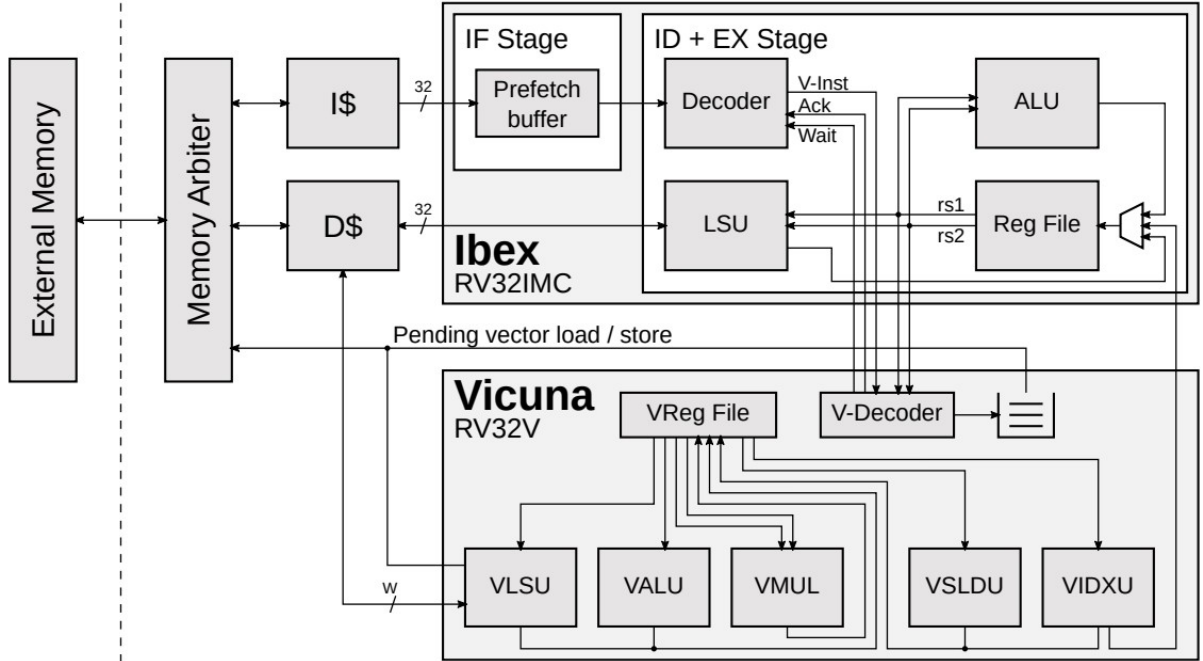 External Memory
Memory Arbiter
I$
32
IF Stage
Prefetch
buffer
ID + EX Stage
Decoder
V-Inst
Ack
Wait
ALU
D$
32
LSU
rs1
rs2
Reg File
Ibex
RV32IMC
Pending vector load / store
Vicuna
RV32V
VReg File
V-Decoder
w
VLSU
VALU
VMUL
VSLDU
VIDXU